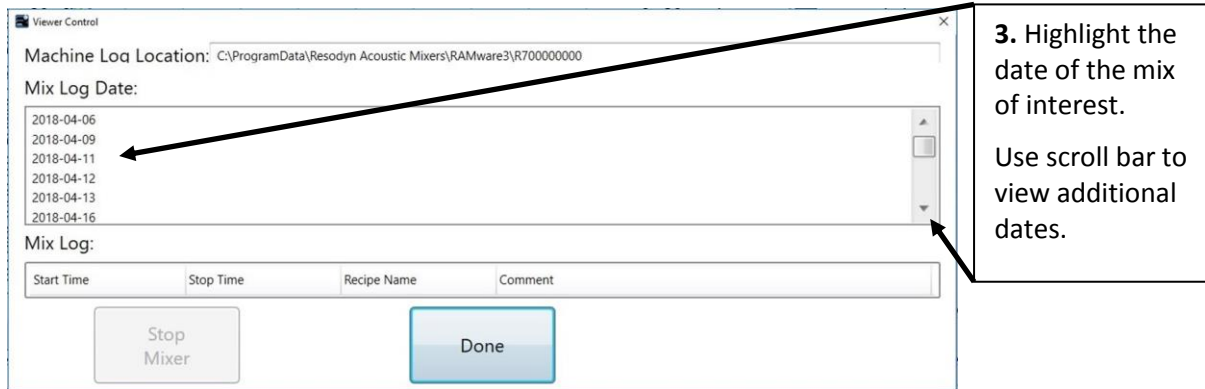 Viewer Control
Machine Log Location: C:\ProgramData\Resodyn Acoustic Mixers\RAMware3\R700000000
Mix Log Date:
2018-04-06
2018-04-09
2018-04-11
2018-04-12
2018-04-13
2018-04-16
Mix Log:
Start Time Stop Time Recipe Name Comment
Stop
Mixer
Done
3. Highlight the
date of the mix
of interest.
Use scroll bar to
view additional
dates.